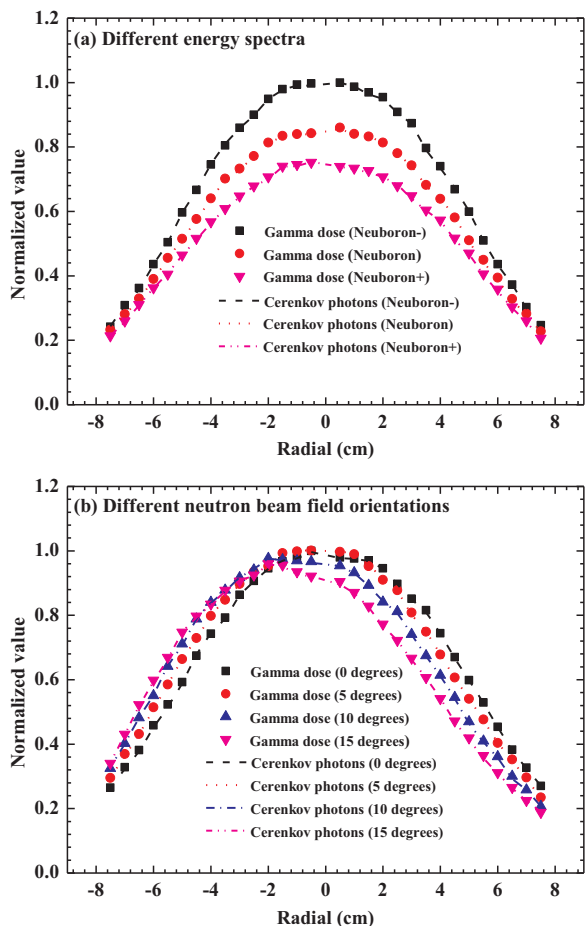 (a) Different energy spectra
1.2
1.0
0.8
0.6
0.4
0.2
0.0
Normalized value
Gamma dose (Neuboron-)
Gamma dose (Neuboron)
Gamma dose (Neuboron+)
Cerenkov photons (Neuboron-)
Cerenkov photons (Neuboron)
Cerenkov photons (Neuboron+)
-8 -6 -4 -2 0 2 4 6 8
Radial (cm)
(b) Different neutron beam field orientations
1.2
1.0
0.8
0.6
0.4
0.2
0.0
Normalized value
Gamma dose (0 degrees)
Gamma dose (5 degrees)
Gamma dose (10 degrees)
Gamma dose (15 degrees)
Cerenkov photons (0 degrees)
Cerenkov photons (5 degrees)
Cerenkov photons (10 degrees)
Cerenkov photons (15 degrees)
-8 -6 -4 -2 0 2 4 6 8
Radial (cm)